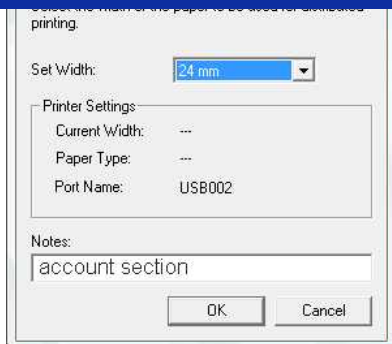 printing.
Set Width: 24 mm
Printer Settings
Current Width: ---
Paper Type: ---
Port Name: USB002
Notes:
account section
OK Cancel